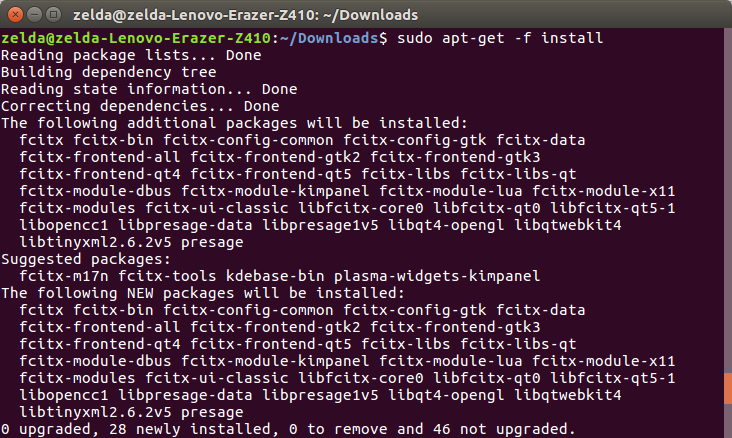 zelda@zelda-Lenovo-Erazer-Z410: ~/Downloads
zelda@zelda-Lenovo-Erazer-Z410:~/Downloads$ sudo apt-get -f install
Reading package lists... Done
Building dependency tree
Reading state information... Done
Correcting dependencies... Done
The following additional packages will be installed:
  fcitx fcitx-bin fcitx-config-common fcitx-config-gtk fcitx-data
  fcitx-frontend-all fcitx-frontend-gtk2 fcitx-frontend-gtk3
  fcitx-frontend-qt4 fcitx-frontend-qt5 fcitx-libs fcitx-libs-qt
  fcitx-module-dbus fcitx-module-kimpanel fcitx-module-lua fcitx-module-x11
  fcitx-modules fcitx-ui-classic libfcitx-core0 libfcitx-qt0 libfcitx-qt5-1
  libopencc1 libpresage-data libpresage1v5 libqt4-opengl libqtwebkit4
  libtinyxml2.6.2v5 presage
Suggested packages:
  fcitx-m17n fcitx-tools kdebase-bin plasma-widgets-kimpanel
The following NEW packages will be installed:
  fcitx fcitx-bin fcitx-config-common fcitx-config-gtk fcitx-data
  fcitx-frontend-all fcitx-frontend-gtk2 fcitx-frontend-gtk3
  fcitx-frontend-qt4 fcitx-frontend-qt5 fcitx-libs fcitx-libs-qt
  fcitx-module-dbus fcitx-module-kimpanel fcitx-module-lua fcitx-module-x11
  fcitx-modules fcitx-ui-classic libfcitx-core0 libfcitx-qt0 libfcitx-qt5-1
  libopencc1 libpresage-data libpresage1v5 libqt4-opengl libqtwebkit4
  libtinyxml2.6.2v5 presage
0 upgraded, 28 newly installed, 0 to remove and 46 not upgraded.